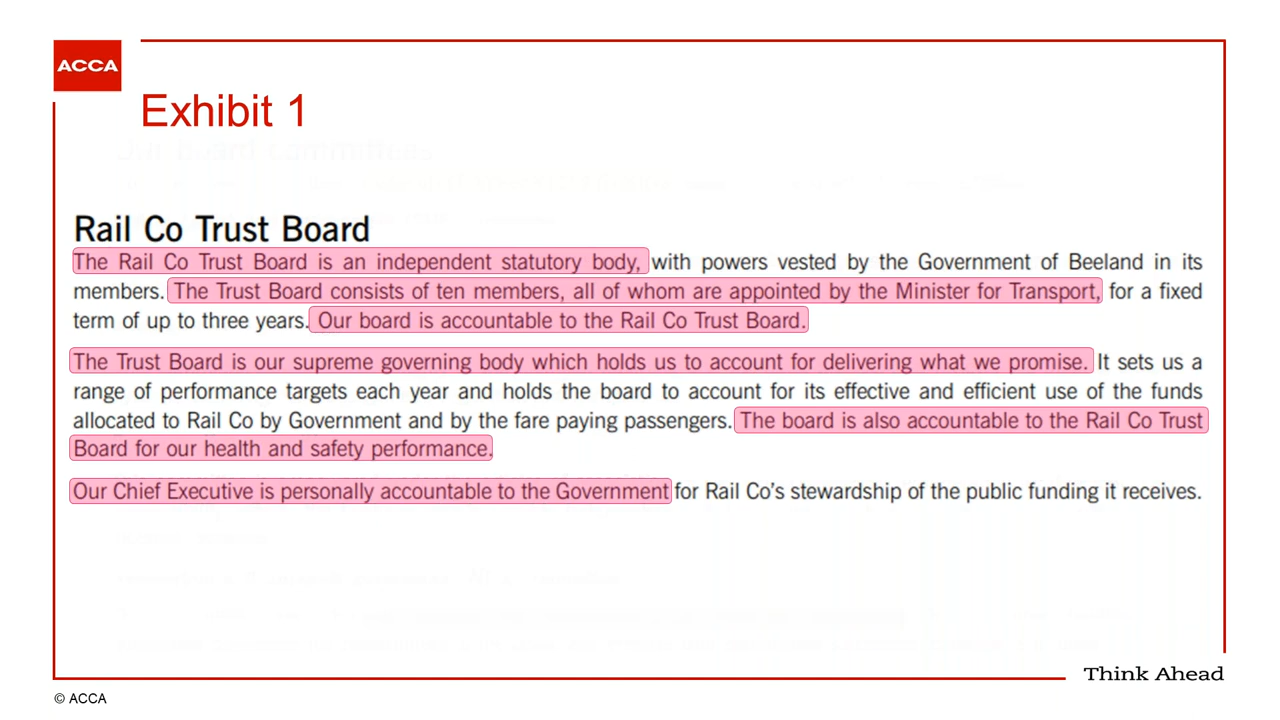 ACCA
Exhibit 1
Rail Co Trust Board
The Rail Co Trust Board is an independent statutory body, with powers vested by the Government of Beeland in its
members. The Trust Board consists of ten members, all of whom are appointed by the Minister for Transport, for a fixed
term of up to three years. Our board is accountable to the Rail Co Trust Board.
The Trust Board is our supreme governing body which holds us to account for delivering what we promise. It sets us a
range of performance targets each year and holds the board to account for its effective and efficient use of the funds
allocated to Rail Co by Government and by the fare paying passengers. The board is also accountable to the Rail Co Trust
Board for our health and safety performance.
Our Chief Executive is personally accountable to the Government for Rail Co's stewardship of the public funding it receives.
Think Ahead
© ACCA